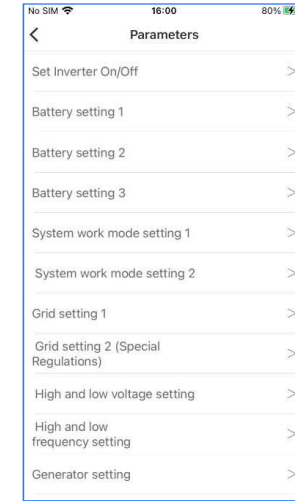 No SIM 16:00 80%
Parameters
Set Inverter On/Off
Battery setting 1
Battery setting 2
Battery setting 3
System work mode setting 1
System work mode setting 2
Grid setting 1
Grid setting 2 (Special
Regulations)
High and low voltage setting
High and low
frequency setting
Generator setting